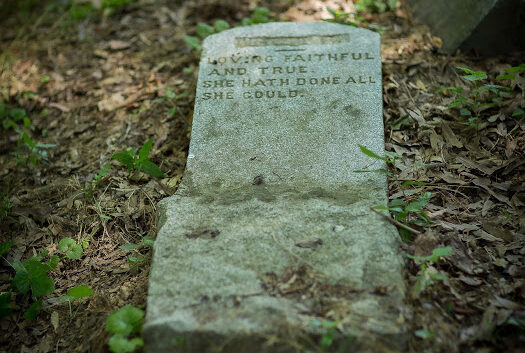 LOVING FAITHFUL
AND TRUE.
SHE HATH DONE ALL
SHE COULD.